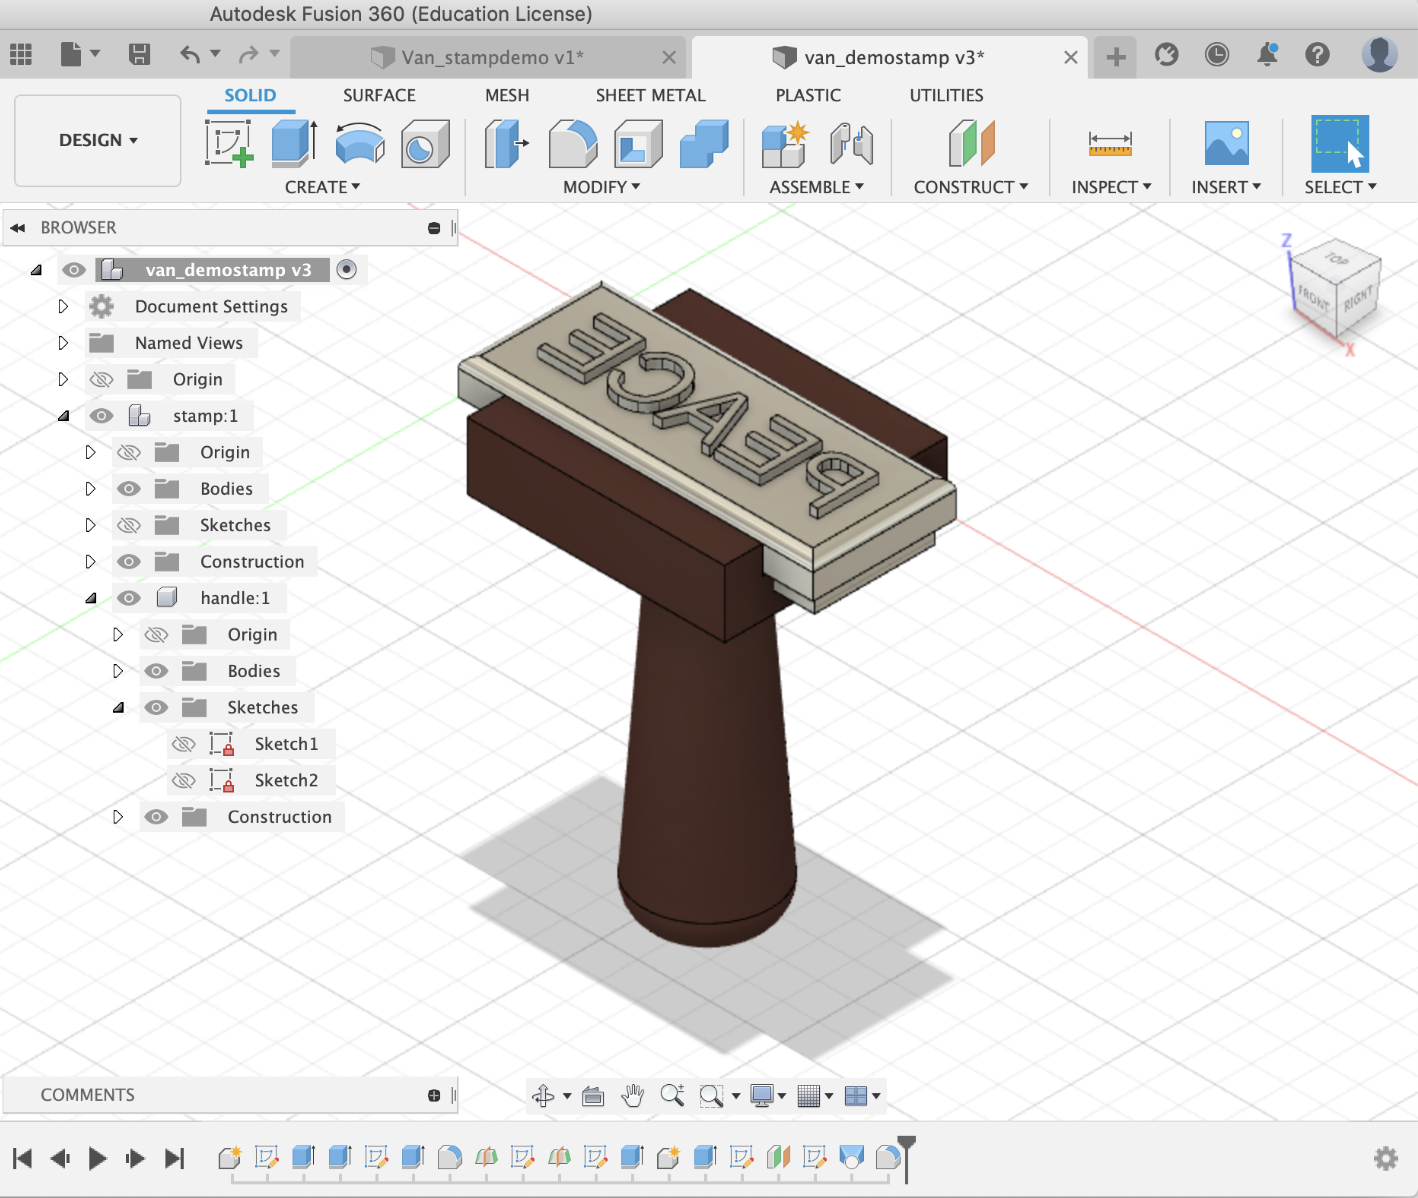 Autodesk Fusion 360 (Education License)
Van_stampdemo v1*
van_demostamp v3*
SOLID SURFACE MESH SHEET METAL PLASTIC UTILITIES
DESIGN
CREATE MODIFY ASSEMBLE CONSTRUCT INSPECT INSERT SELECT
BROWSER
van_demostamp v3
Document Settings
Named Views
Origin
stamp:1
Origin
Bodies
Sketches
Construction
handle:1
Origin
Bodies
Sketches
Sketch1
Sketch2
Construction
PEACE
Z
TOP
FRONT
RIGHT
X
COMMENTS